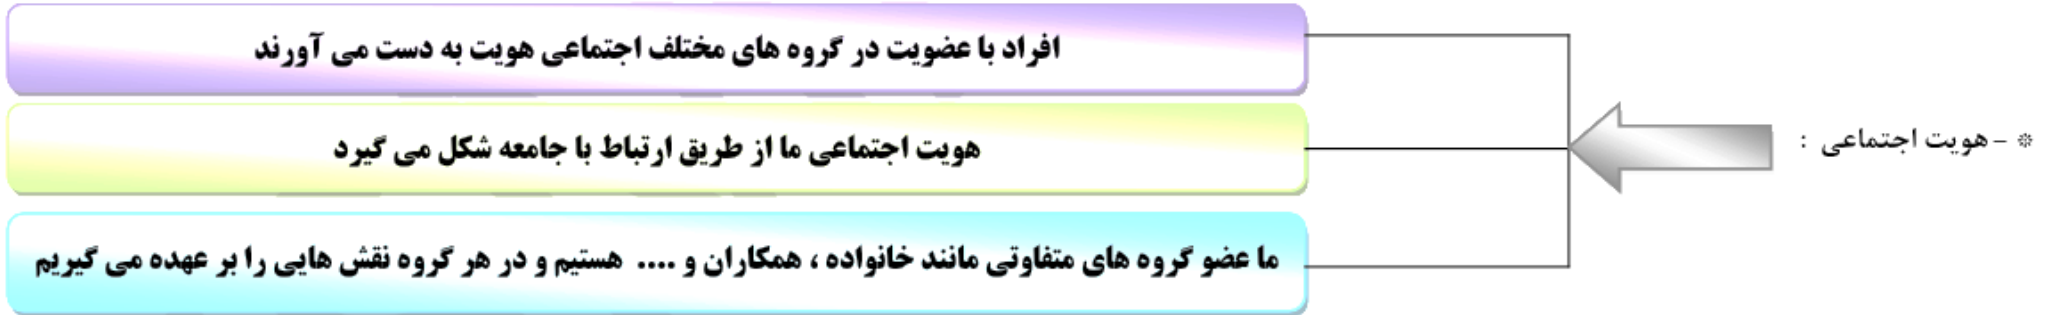 ※ - هویت اجتماعی :
افراد با عضویت در گروه های مختلف اجتماعی هویت به دست می آورند
هویت اجتماعی ما از طریق ارتباط با جامعه شکل می گیرد
ما عضو گروه های متفاوتی مانند خانواده ، همکاران و .... هستیم و در هر گروه نقش هایی را بر عهده می گیریم